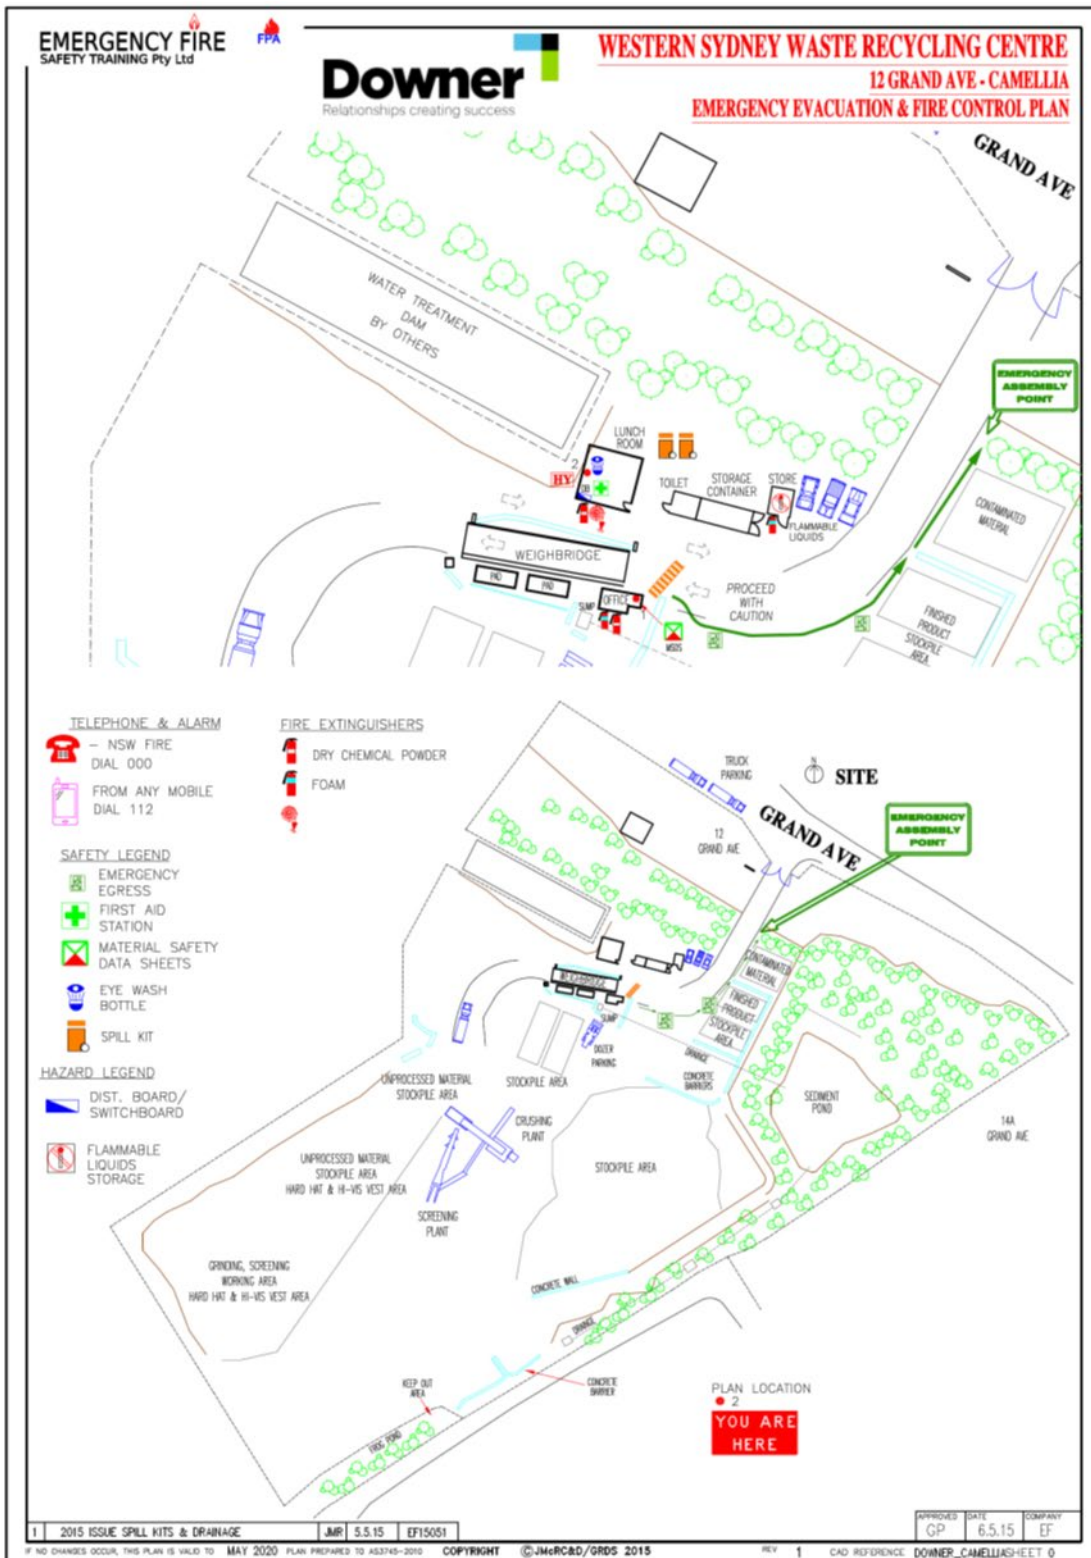 EMERGENCY FIRE
SAFETY TRAINING Pty Ltd
FPA
Downer
Relationships creating success
WESTERN SYDNEY WASTE RECYCLING CENTRE
12 GRAND AVE - CAMELLIA
EMERGENCY EVACUATION & FIRE CONTROL PLAN
GRAND AVE
WATER TREATMENT
DAM
BY OTHERS
EMERGENCY
ASSEMBLY
POINT
LUNCH
ROOM
2
HY
DB
TOILET
STORAGE
CONTAINER
STORE
FLAMMABLE
LIQUIDS
CONTAMINATED
MATERIAL
WEIGHBRIDGE
PAD
PAD
OFFICE
SUMP
MSDS
PROCEED
WITH
CAUTION
FINISHED
PRODUCT
STOCKPILE
AREA
TELEPHONE & ALARM
– NSW FIRE
DIAL 000
FROM ANY MOBILE
DIAL 112
FIRE EXTINGUISHERS
DRY CHEMICAL POWDER
FOAM
SAFETY LEGEND
EMERGENCY
EGRESS
FIRST AID
STATION
MATERIAL SAFETY
DATA SHEETS
EYE WASH
BOTTLE
SPILL KIT
HAZARD LEGEND
DIST. BOARD/
SWITCHBOARD
FLAMMABLE
LIQUIDS
STORAGE
TRUCK
PARKING
N
SITE
GRAND AVE
12
GRAND AVE
EMERGENCY
ASSEMBLY
POINT
CONTAMINATED
MATERIAL
WEIGHBRIDGE
FINISHED
PRODUCT
STOCKPILE
AREA
SUMP
DOZER
PARKING
DRAINGE
CONCRETE
BARRIERS
STOCKPILE AREA
UNPROCESSED MATERIAL
STOCKPILE AREA
SEDIMENT
POND
14A
GRAND AVE
CRUSHING
PLANT
STOCKPILE AREA
UNPROCESSED MATERIAL
STOCKPILE AREA
HARD HAT & HI-VIS VEST AREA
SCREENING
PLANT
GRINDING, SCREENING
WORKING AREA
HARD HAT & HI-VIS VEST AREA
CONCRETE WALL
DRAINGE
KEEP OUT
AREA
CONCRETE
BARRIER
FROG POND
PLAN LOCATION
2
YOU ARE
HERE
1 2015 ISSUE SPILL KITS & DRAINAGE JMR 5.5.15 EF15051
APPROVED DATE COMPANY
GP 6.5.15 EF
IF NO CHANGES OCCUR, THIS PLAN IS VALID TO MAY 2020 PLAN PREPARED TO AS3745-2010 COPYRIGHT ©JMcRC&D/GRDS 2015 REV 1 CAD REFERENCE DOWNER_CAMELLIA SHEET 0